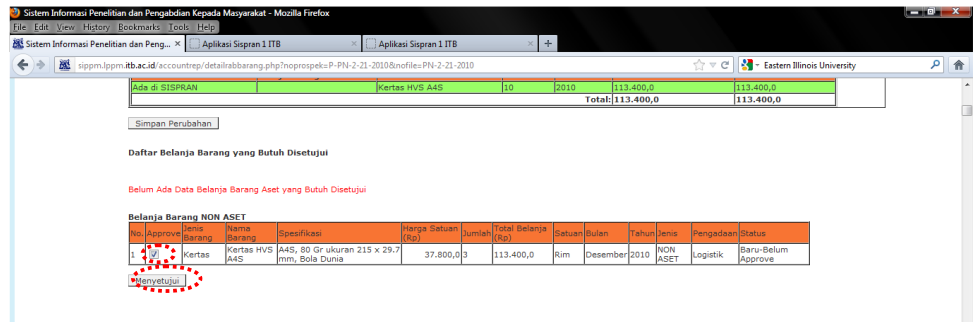 Sistem Informasi Penelitian dan Pengabdian Kepada Masyarakat - Mozilla Firefox
File Edit View History Bookmarks Tools Help
Sistem Informasi Penelitian dan Peng... × Aplikasi Sispran 1 ITB × Aplikasi Sispran 1 ITB × +
sippm.lppm.itb.ac.id/accountrep/detailrabbarang.php?noprospek=P-PN-2-21-2010&nofile=PN-2-21-2010 Eastern Illinois University
Ada di SISPRAN Kertas HVS A4S 10 2010 113.400,0 113.400,0
Total: 113.400,0 113.400,0
Simpan Perubahan
Daftar Belanja Barang yang Butuh Disetujui
Belum Ada Data Belanja Barang Aset yang Butuh Disetujui
Belanja Barang NON ASET
No. Approve Jenis Barang Nama Barang Spesifikasi Harga Satuan (Rp) Jumlah Total Belanja (Rp) Satuan Bulan Tahun Jenis Pengadaan Status
1 Kertas Kertas HVS A4S A4S, 80 Gr ukuran 215 x 29.7 mm, Bola Dunia 37.800,0 3 113.400,0 Rim Desember 2010 NON ASET Logistik Baru-Belum Approve
Menyetujui